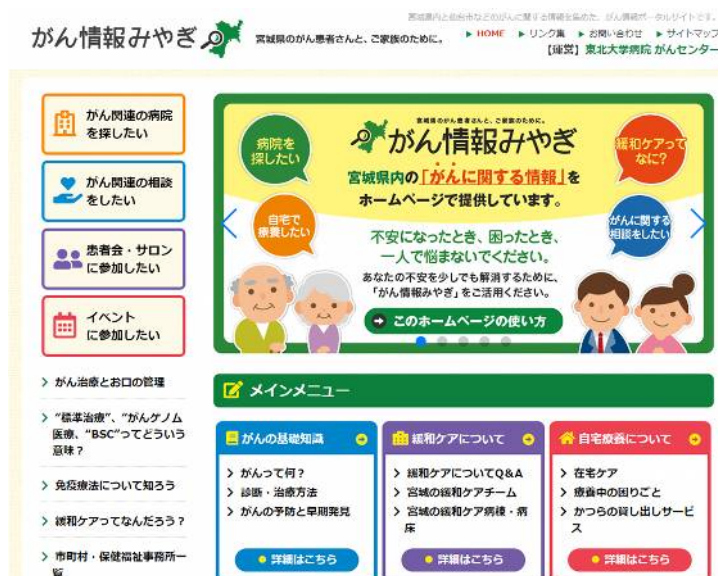 宮城県内と仙台市などのがんに関する情報を集めた、がん情報ポータルサイトです。
がん情報みやぎ
宮城県のがん患者さんと、ご家族のために。
HOME
リンク集
お問い合わせ
サイトマップ
【運営】東北大学病院 がんセンター
がん関連の病院
を探したい
がん関連の相談
をしたい
患者会・サロン
に参加したい
イベント
に参加したい
がん治療とお口の管理
“標準治療”、“がんゲノム
医療、“BSC”ってどういう
意味？
免疫療法について知ろう
緩和ケアってなんだろう？
市町村・保健福祉事務所一
覧
病院を
探したい
自宅で
療養したい
宮城県のがん患者さんと、ご家族のために。
がん情報みやぎ
宮城県内の「がんに関する情報」を
ホームページで提供しています。
不安になったとき、困ったとき、
一人で悩まないでください。
あなたの不安を少しでも解消するために、
「がん情報みやぎ」をご活用ください。
このホームページの使い方
緩和ケアって
なに？
がんに関する
相談をしたい
メインメニュー
がんの基礎知識
がんって何？
診断・治療方法
がんの予防と早期発見
詳細はこちら
緩和ケアについて
緩和ケアについてQ&A
宮城の緩和ケアチーム
宮城の緩和ケア病棟・病
床
詳細はこちら
自宅療養について
在宅ケア
療養中の困りごと
かつらの貸し出しサービ
ス
詳細はこちら